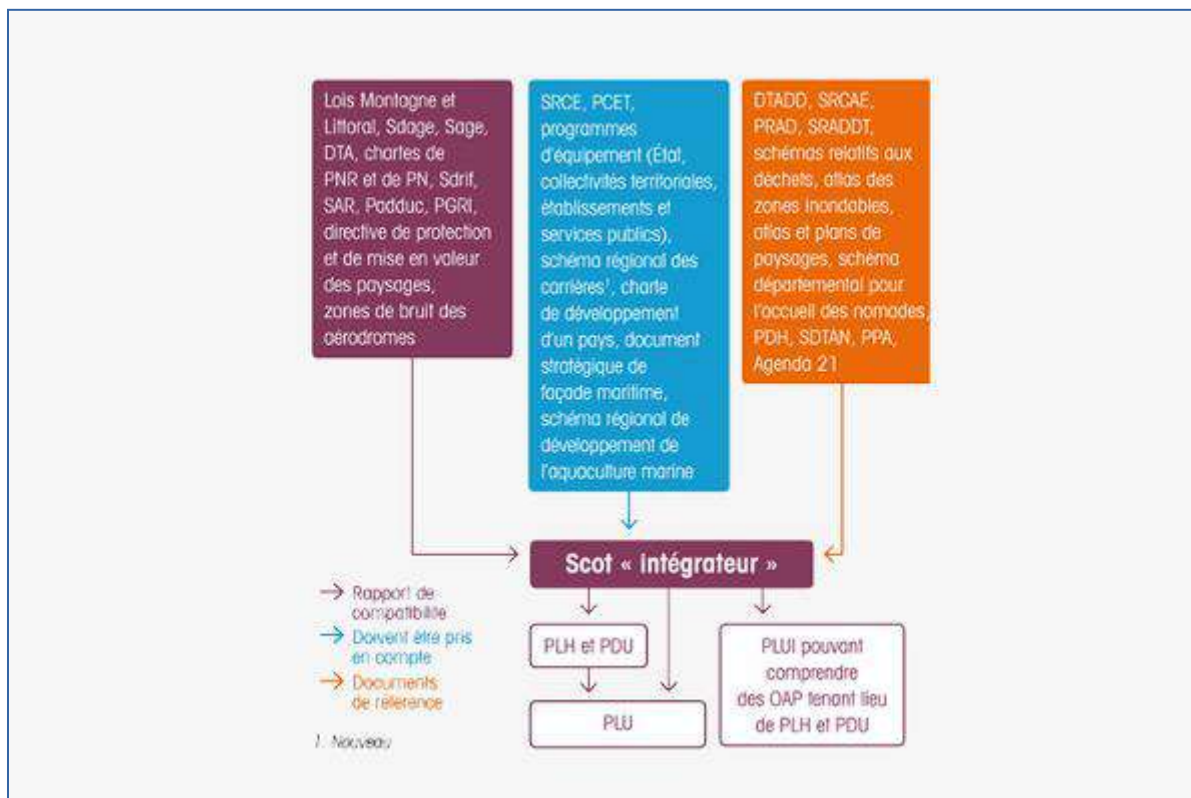 Lois Montagne et
Littoral, Sdage, Sage,
DTA, chartes de
PNR et de PN, Sdrif,
SAR, Padduc, PGRI,
directive de protection
et de mise en valeur
des paysages,
zones de bruit des
aérodromes
SRCE, PCET,
programmes
d'équipement (État,
collectivités territoriales,
établissements et
services publics),
schéma régional des
carrières¹, charte
de développement
d'un pays, document
stratégique de
façade maritime,
schéma régional de
développement de
l'aquaculture marine
DTADD, SRCAE,
PRAD, SRADDT,
schémas relatifs aux
déchets, atlas des
zones inondables,
atlas et plans de
paysages, schéma
départemental pour
l'accueil des nomades,
PDH, SDTAN, PPA,
Agenda 21
Scot « intégrateur »
Rapport de
compatibilité
Doivent être pris
en compte
Documents
de référence
1. Nouveau
PLH et PDU
PLU
PLUI pouvant
comprendre
des OAP tenant lieu
de PLH et PDU